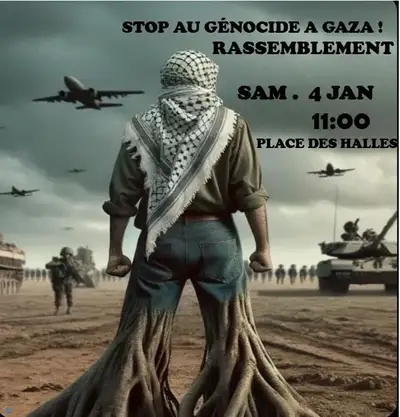 STOP AU GÉNOCIDE A GAZA !
RASSEMBLEMENT
SAM . 4 JAN
11:00
PLACE DES HALLES